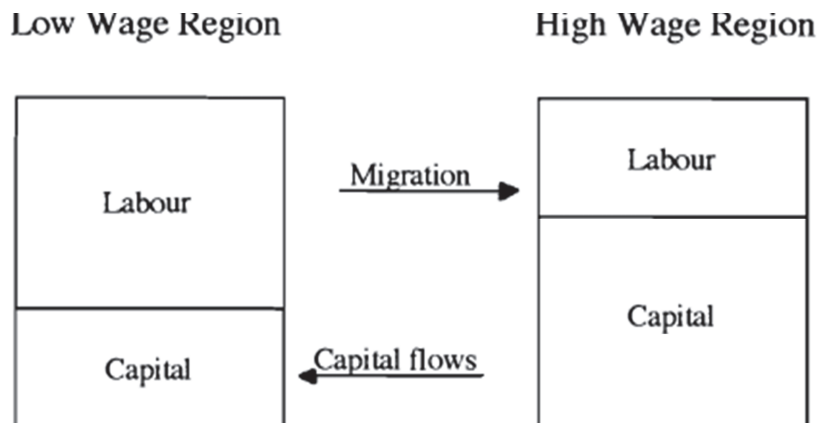 Low Wage Region
High Wage Region
Labour
Migration
Labour
Capital
Capital flows
Capital